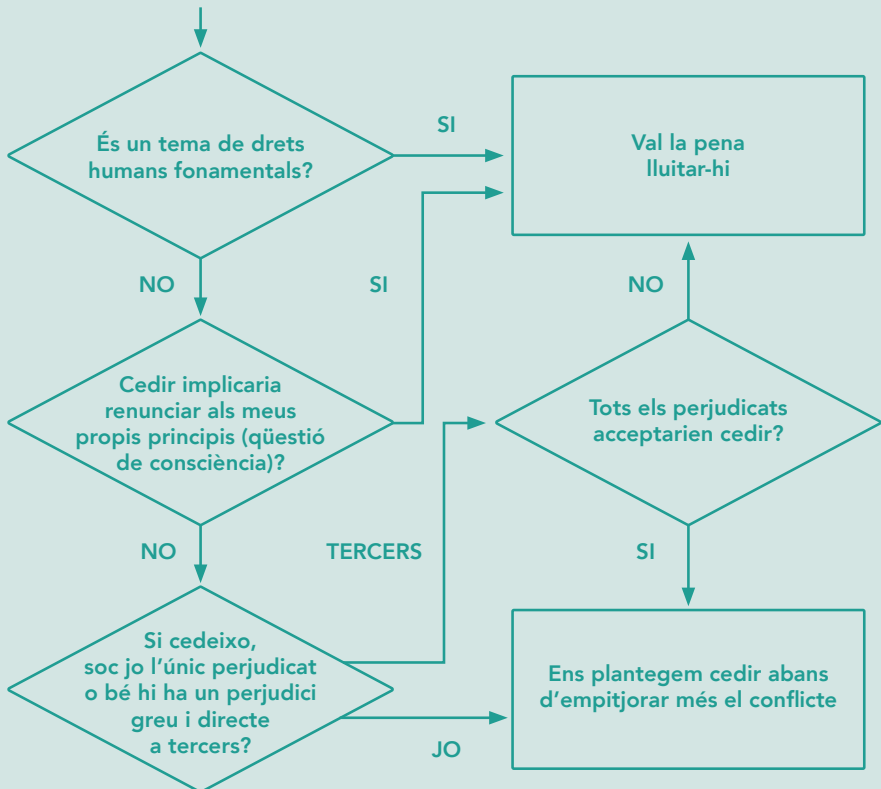 És un tema de drets
humans fonamentals?
SI
Val la pena
lluitar-hi
NO
SI
NO
Cedir implicaria
renunciar als meus
propis principis (qüestió
de consciència)?
Tots els perjudicats
acceptarien cedir?
NO
TERCERS
SI
Si cedeixo,
soc jo l’únic perjudicat
o bé hi ha un perjudici
greu i directe
a tercers?
Ens plantegem cedir abans
d’empitjorar més el conflicte
JO